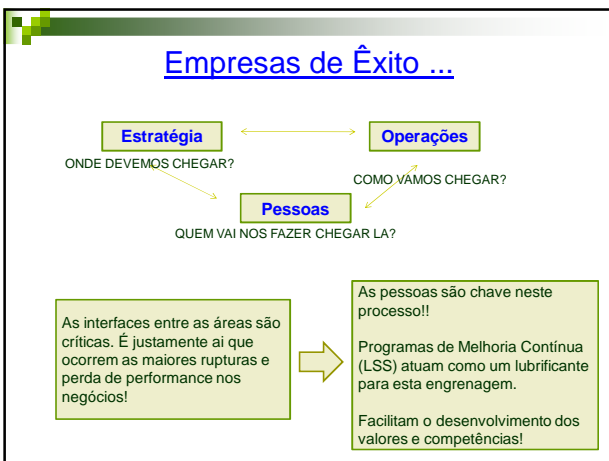 Empresas de Êxito ...
Estratégia
Operações
ONDE DEVEMOS CHEGAR?
COMO VAMOS CHEGAR?
Pessoas
QUEM VAI NOS FAZER CHEGAR LA?
As interfaces entre as áreas são
críticas. É justamente ai que
ocorrem as maiores rupturas e
perda de performance nos
negócios!
As pessoas são chave neste
processo!!
Programas de Melhoria Contínua
(LSS) atuam como um lubrificante
para esta engrenagem.
Facilitam o desenvolvimento dos
valores e competências!